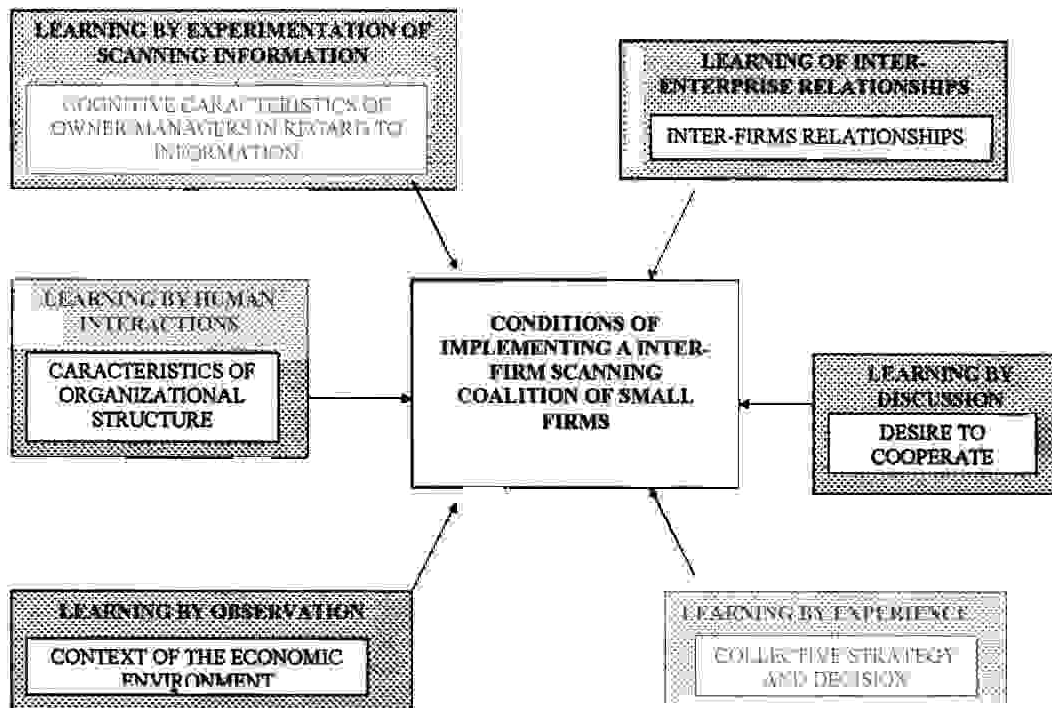 LEARNING BY EXPERIMENTATION OF
SCANNING INFORMATION
COGNITIVE CARACTERISTICS OF
OWNER MANAGERS IN REGARD TO
INFORMATION
LEARNING OF INTER-
ENTERPRISE RELATIONSHIPS
INTER-FIRMS RELATIONSHIPS
LEARNING BY HUMAN
INTERACTIONS
CARACTERISTICS OF
ORGANIZATIONAL
STRUCTURE
CONDITIONS OF
IMPLEMENTING A INTER-
FIRM SCANNING
COALITION OF SMALL
FIRMS
LEARNING BY
DISCUSSION
DESIRE TO
COOPERATE
LEARNING BY OBSERVATION
CONTEXT OF THE ECONOMIC
ENVIRONMENT
LEARNING BY EXPERIENCE
COLLECTIVE STRATEGY
AND DECISION